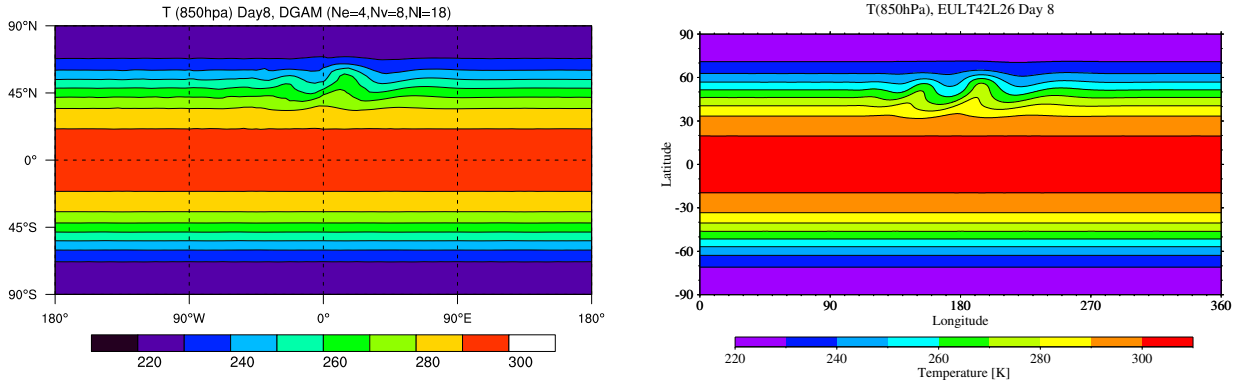 T (850hpa) Day8, DGAM (Ne=4,Nv=8,Nl=18)
90°N
45°N
0°
45°S
90°S
180° 90°W 0° 90°E 180°
220 240 260 280 300
T(850hPa), EULT42L26 Day 8
Latitude
90
60
30
0
-30
-60
-90
0 90 180 270 360
Longitude
220 240 260 280 300
Temperature [K]